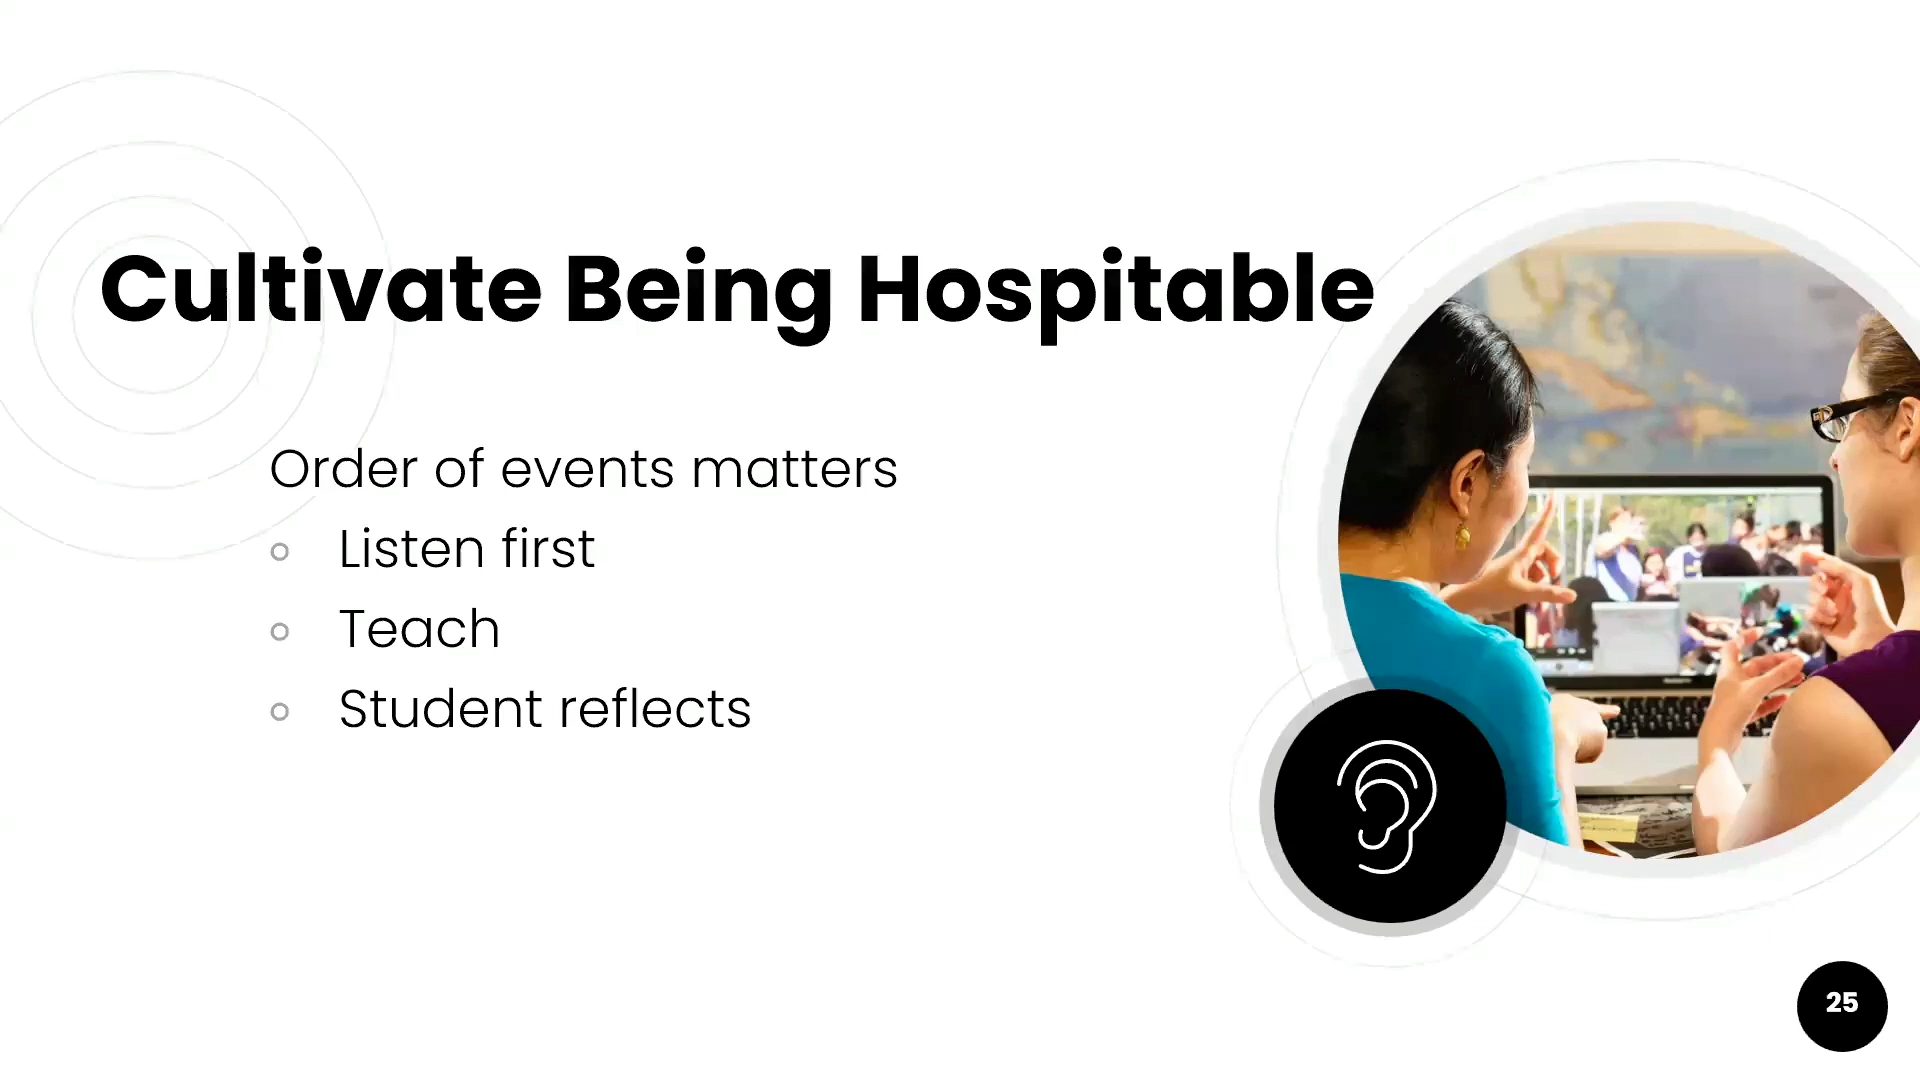 Cultivate Being Hospitable
Order of events matters
Listen first
Teach
Student reflects
25